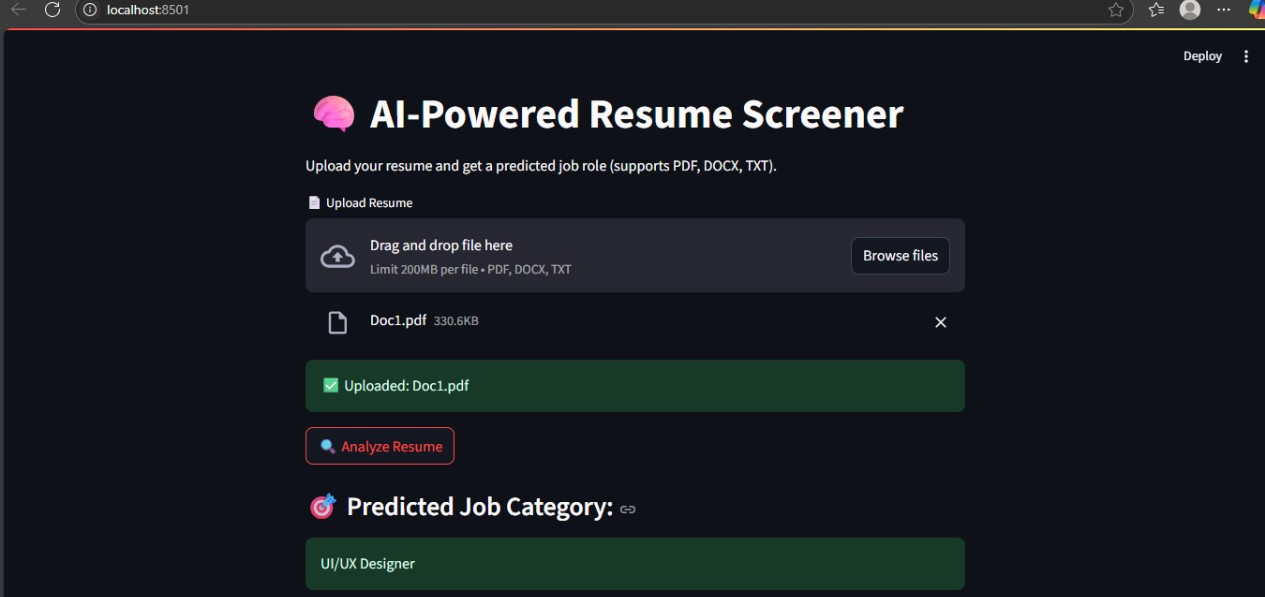 localhost:8501
Deploy
AI-Powered Resume Screener
Upload your resume and get a predicted job role (supports PDF, DOCX, TXT).
Upload Resume
Drag and drop file here
Limit 200MB per file • PDF, DOCX, TXT
Browse files
Doc1.pdf 330.6KB
Uploaded: Doc1.pdf
Analyze Resume
Predicted Job Category:
UI/UX Designer